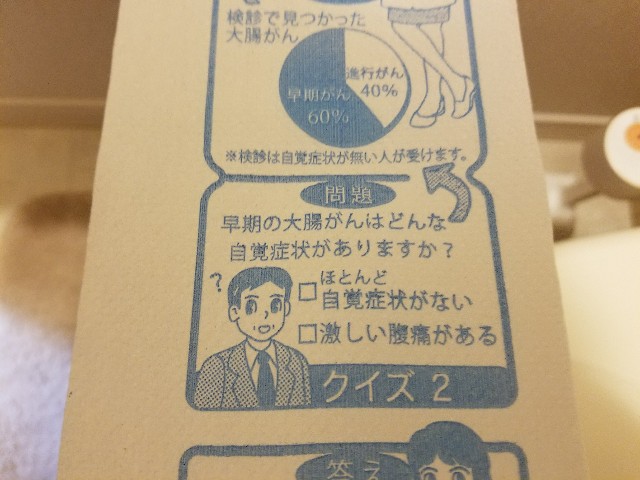 検診で見つかった
大腸がん
進行がん
40%
早期がん
60%
※検診は自覚症状が無い人が受けます。
問題
早期の大腸がんはどんな
自覚症状がありますか？
?
ほとんど
□自覚症状がない
□激しい腹痛がある
クイズ 2
答え